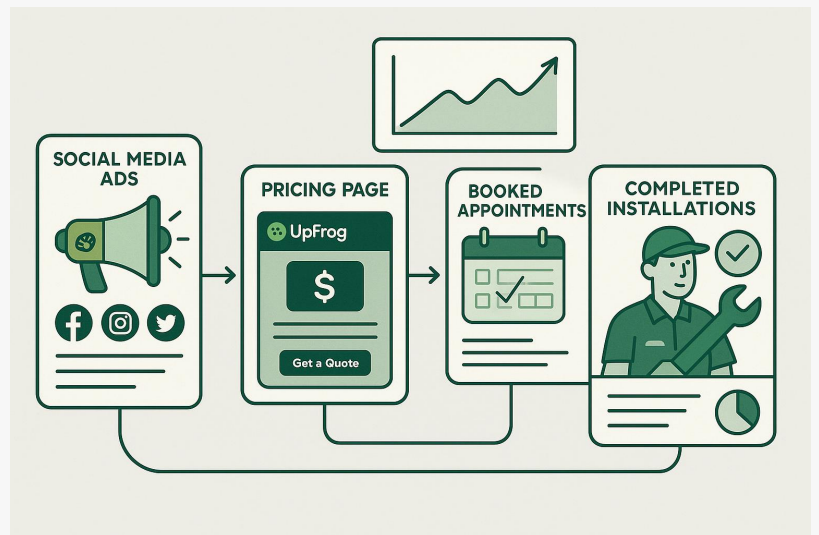 SOCIAL MEDIA
ADS
PRICING PAGE
UpFrog
$
Get a Quote
BOOKED
APPOINTMENTS
COMPLETED
INSTALLATIONS